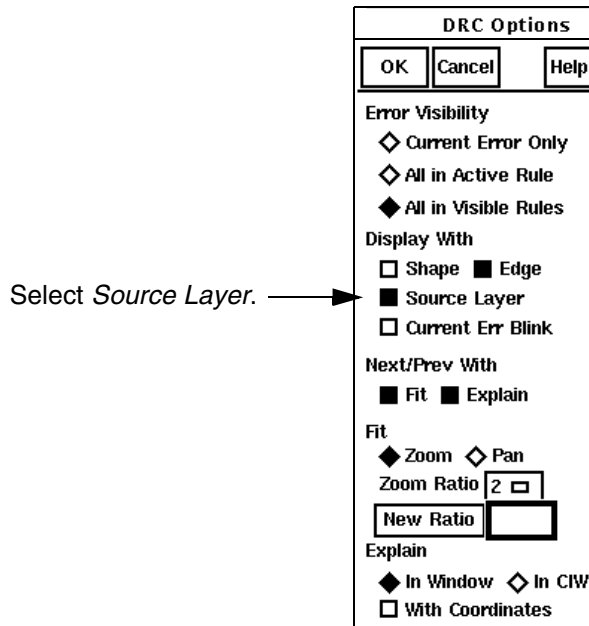 DRC Options
OK Cancel Help
Error Visibility
Current Error Only
All in Active Rule
All in Visible Rules
Display With
Shape Edge
Select Source Layer.
Source Layer
Current Err Blink
Next/Prev With
Fit Explain
Fit
Zoom Pan
Zoom Ratio 2
New Ratio
Explain
In Window In CIW
With Coordinates